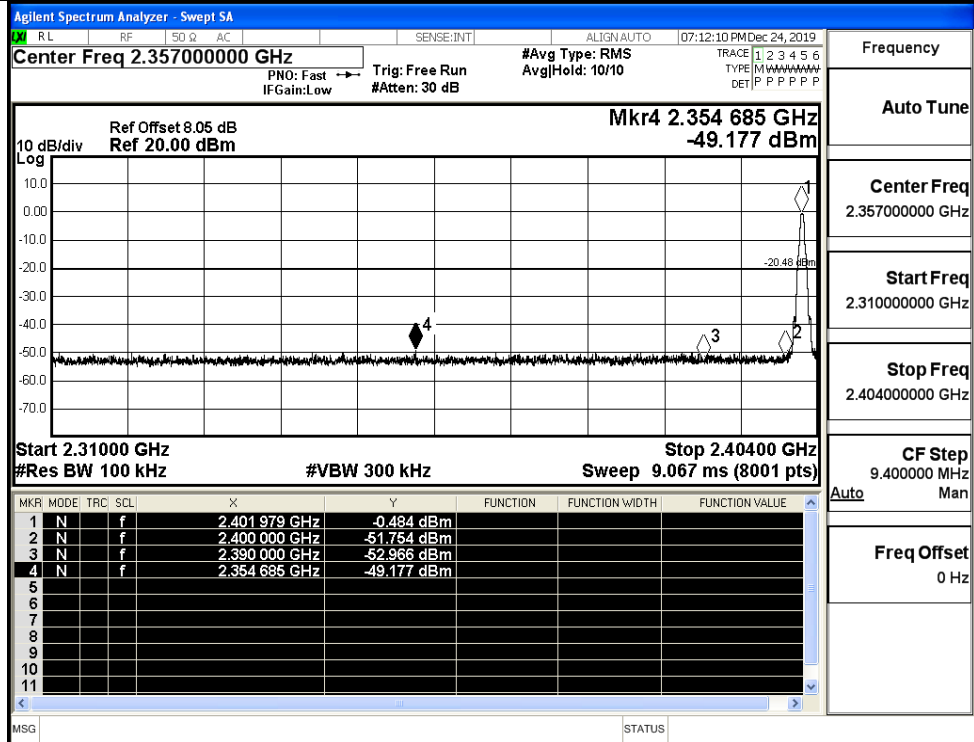 Agilent Spectrum Analyzer - Swept SA
LXI RL RF 50 Ω AC SENSE:INT ALIGN AUTO 07:12:10 PM Dec 24, 2019
Center Freq 2.357000000 GHz
PNO: Fast
IFGain:Low
Trig: Free Run
#Atten: 30 dB
#Avg Type: RMS
Avg|Hold: 10/10
TRACE 1 2 3 4 5 6
TYPE M W W W W W
DET P P P P P P
Mkr4 2.354 685 GHz
-49.177 dBm
Ref Offset 8.05 dB
10 dB/div Ref 20.00 dBm
Log
10.0
0.00
-10.0
-20.0
-30.0
-40.0
-50.0
-60.0
-70.0
1
-20.48 dBm
4
3
2
Start 2.31000 GHz Stop 2.40400 GHz
#Res BW 100 kHz #VBW 300 kHz Sweep 9.067 ms (8001 pts)
MKR MODE TRC SCL X Y FUNCTION FUNCTION WIDTH FUNCTION VALUE
1 N f 2.401 979 GHz -0.484 dBm
2 N f 2.400 000 GHz -51.754 dBm
3 N f 2.390 000 GHz -52.966 dBm
4 N f 2.354 685 GHz -49.177 dBm
5
6
7
8
9
10
11
MSG STATUS
Frequency
Auto Tune
Center Freq
2.357000000 GHz
Start Freq
2.310000000 GHz
Stop Freq
2.404000000 GHz
CF Step
9.400000 MHz
Auto Man
Freq Offset
0 Hz